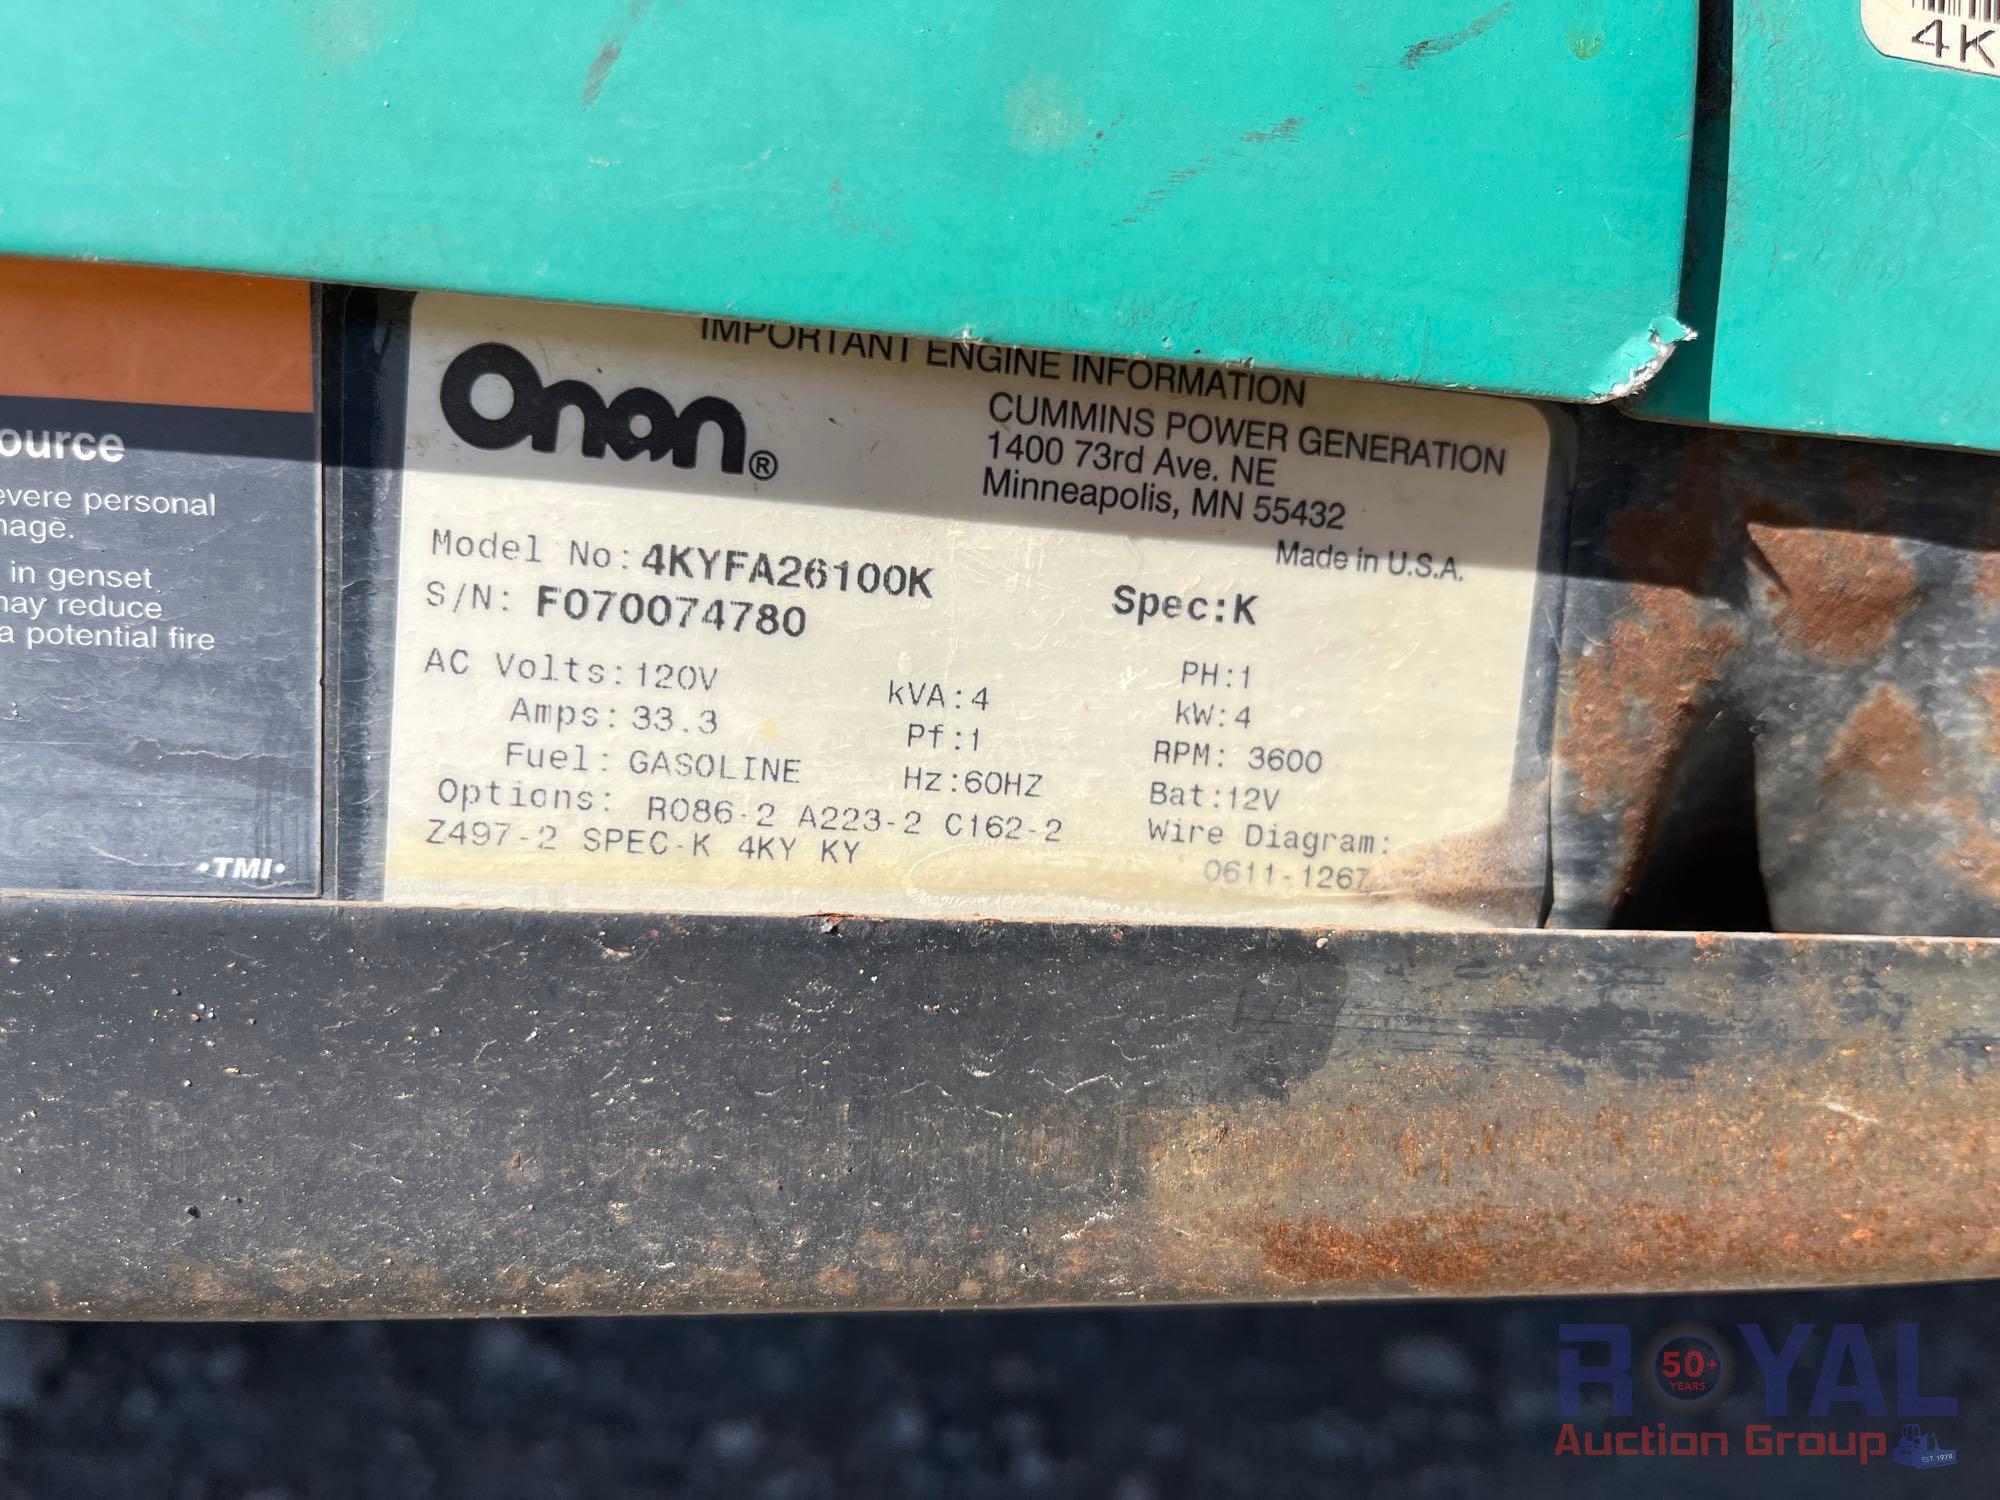 4K
ource
evere personal
nage.
in genset
may reduce
a potential fire
•TMI•
IMPORTANT ENGINE INFORMATION
Onan®
CUMMINS POWER GENERATION
1400 73rd Ave. NE
Minneapolis, MN 55432
Made in U.S.A.
Model No: 4KYFA26100K
S/N: F070074780
Spec:K
AC Volts:120V
kVA:4
PH:1
Amps:33.3
Pf:1
kW:4
Fuel: GASOLINE
Hz:60HZ
RPM: 3600
Options: R086-2 A223-2 C162-2
Bat:12V
Z497-2 SPEC-K 4KY KY
Wire Diagram:
0611-1267
ROYAL
50+
YEARS
Auction Group
EST. 1970